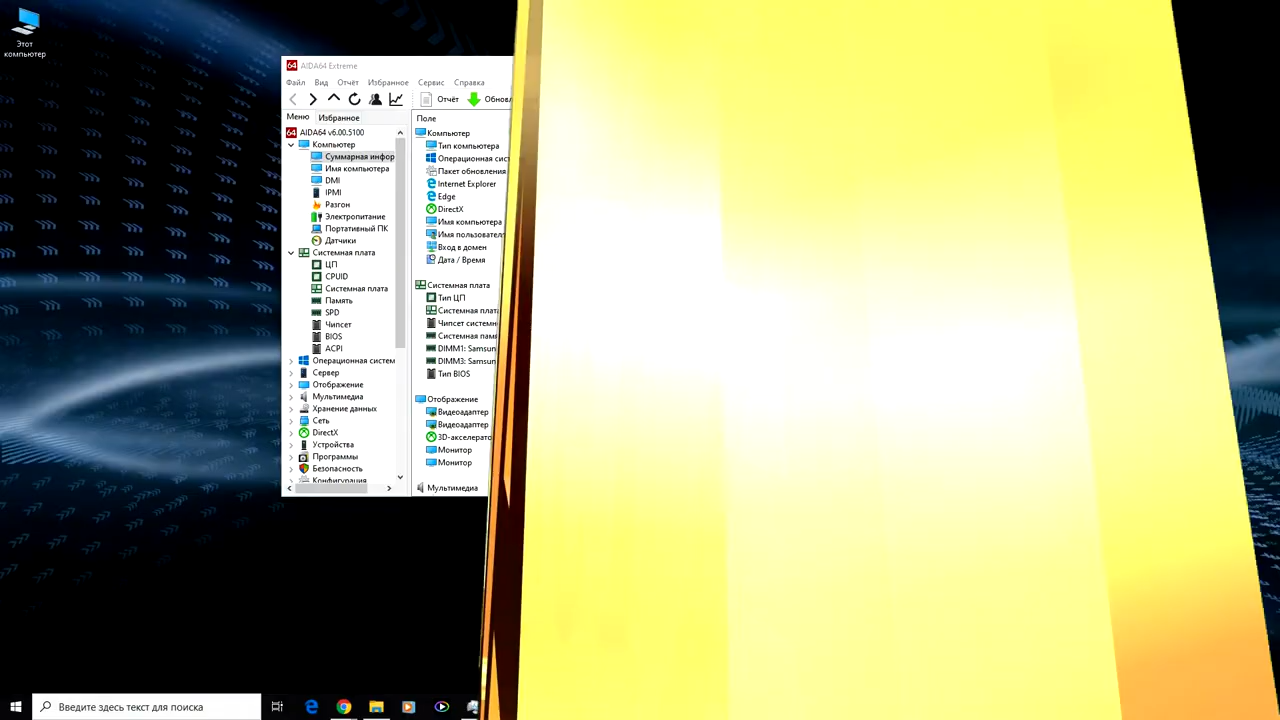 Этот
компьютер
AIDA64 Extreme
Файл Вид Отчёт Избранное Сервис Справка
Отчёт
Меню Избранное
Поле
AIDA64 v6.00.5100
Компьютер
Суммарная инфор
Имя компьютера
DMI
IPMI
Разгон
Электропитание
Портативный ПК
Датчики
Системная плата
ЦП
CPUID
Системная плата
Память
SPD
Чипсет
BIOS
ACPI
Операционная систем
Сервер
Отображение
Мультимедиа
Хранение данных
Сеть
DirectX
Устройства
Программы
Безопасность
Конфигурация
Компьютер
Тип компьютера
Операционная сист
Пакет обновления
Internet Explorer
Edge
DirectX
Имя компьютера
Имя пользователя
Вход в домен
Дата / Время
Системная плата
Тип ЦП
Системная плата
Чипсет системн
Системная пам
DIMM1: Samsun
DIMM3: Samsun
Тип BIOS
Отображение
Видеоадаптер
Видеоадаптер
3D-акселерато
Монитор
Монитор
Мультимедиа
Введите здесь текст для поиска